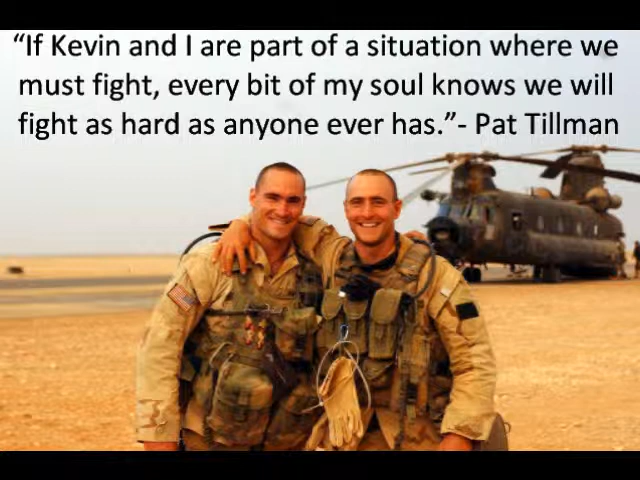 “If Kevin and I are part of a situation where we
must fight, every bit of my soul knows we will
fight as hard as anyone ever has.”- Pat Tillman